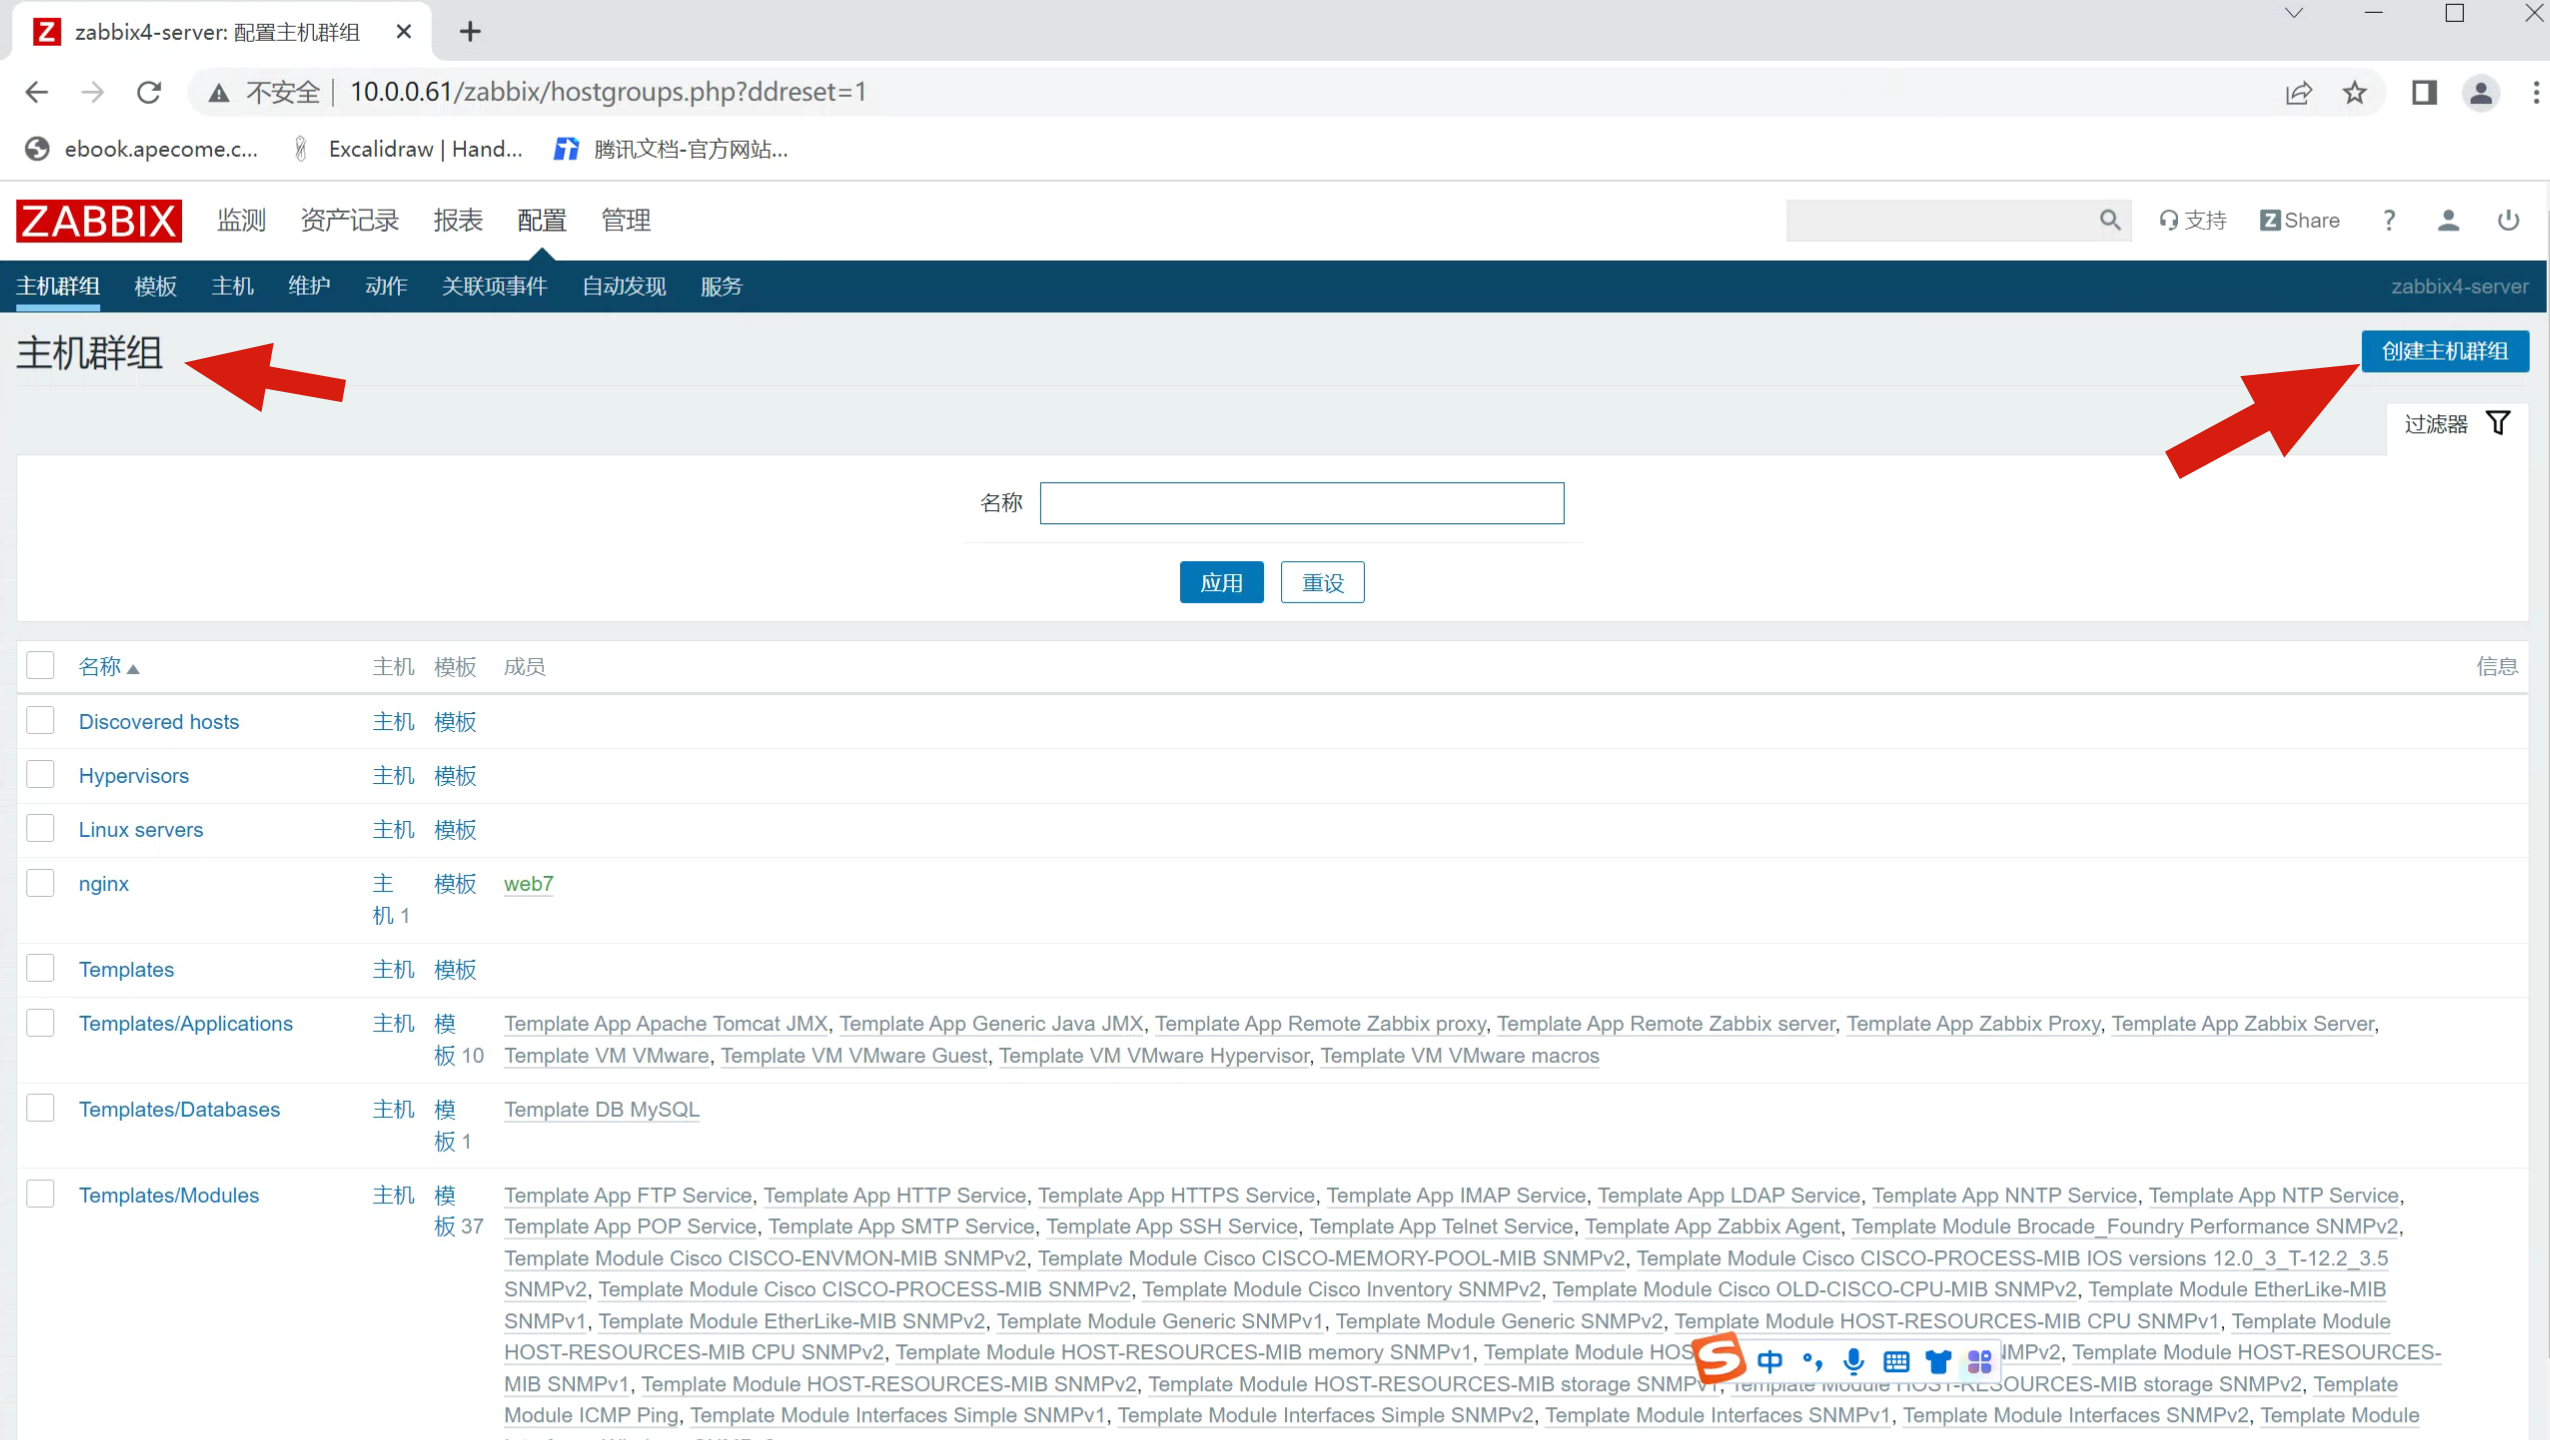 zabbix4-server: 配置主机群组
不安全 10.0.0.61/zabbix/hostgroups.php?ddreset=1
ebook.apecome.c... Excalidraw | Hand... 腾讯文档-官方网站...
ZABBIX 监测 资产记录 报表 配置 管理 支持 Z Share ?
主机群组 模板 主机 维护 动作 关联项事件 自动发现 服务 zabbix4-server
主机群组 创建主机群组
过滤器
名称
应用 重设
名称 主机 模板 成员 信息
Discovered hosts 主机 模板
Hypervisors 主机 模板
Linux servers 主机 模板
nginx 主 模板 web7
机 1
Templates 主机 模板
Templates/Applications 主机 模 Template App Apache Tomcat JMX, Template App Generic Java JMX, Template App Remote Zabbix proxy, Template App Remote Zabbix server, Template App Zabbix Proxy, Template App Zabbix Server,
板 10 Template VM VMware, Template VM VMware Guest, Template VM VMware Hypervisor, Template VM VMware macros
Templates/Databases 主机 模 Template DB MySQL
板 1
Templates/Modules 主机 模 Template App FTP Service, Template App HTTP Service, Template App HTTPS Service, Template App IMAP Service, Template App LDAP Service, Template App NNTP Service, Template App NTP Service,
板 37 Template App POP Service, Template App SMTP Service, Template App SSH Service, Template App Telnet Service, Template App Zabbix Agent, Template Module Brocade_Foundry Performance SNMPv2,
Template Module Cisco CISCO-ENVMON-MIB SNMPv2, Template Module Cisco CISCO-MEMORY-POOL-MIB SNMPv2, Template Module Cisco CISCO-PROCESS-MIB IOS versions 12.0_3_T-12.2_3.5
SNMPv2, Template Module Cisco CISCO-PROCESS-MIB SNMPv2, Template Module Cisco Inventory SNMPv2, Template Module Cisco OLD-CISCO-CPU-MIB SNMPv2, Template Module EtherLike-MIB
SNMPv1, Template Module EtherLike-MIB SNMPv2, Template Module Generic SNMPv1, Template Module Generic SNMPv2, Template Module HOST-RESOURCES-MIB CPU SNMPv1, Template Module
HOST-RESOURCES-MIB CPU SNMPv2, Template Module HOST-RESOURCES-MIB memory SNMPv1, Template Module HOS 中 MPv2, Template Module HOST-RESOURCES-
MIB SNMPv1, Template Module HOST-RESOURCES-MIB SNMPv2, Template Module HOST-RESOURCES-MIB storage SNMPv1, Template Module HOST-RESOURCES-MIB storage SNMPv2, Template
Module ICMP Ping, Template Module Interfaces Simple SNMPv1, Template Module Interfaces Simple SNMPv2, Template Module Interfaces SNMPv1, Template Module Interfaces SNMPv2, Template Module